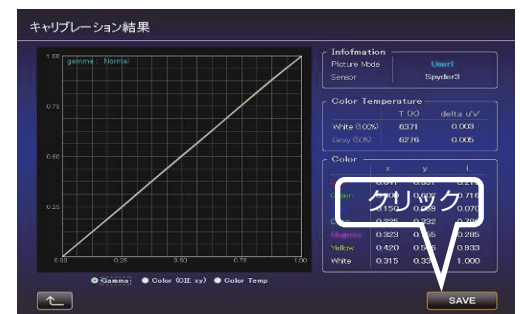 キャリブレーション結果
1.00
gamma : Normal
0.75
0.50
0.25
0.00 0.25 0.50 0.75 1.00
Gamma Color (CIE xy) Color Temp
Infofmation
Picture Mode User1
Sensor Spyder3
Color Temperature
T (K) delta u'v'
White (100%) 6371 0.003
Gray (50%) 6276 0.005
Color
x y L
Green
クリック
0.150 0.070
Magenta 0.323 0.285
Yellow 0.420 0.933
White 0.315 1.000
SAVE